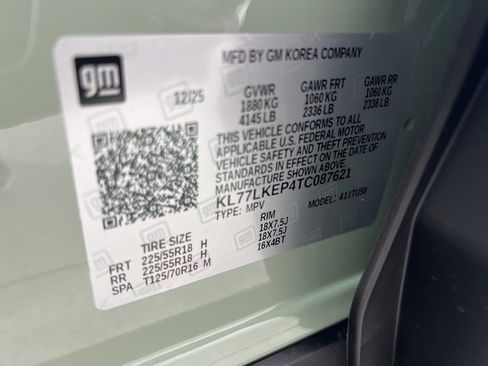 gm
MFD BY GM KOREA COMPANY
12/25 GVWR GAWR FRT GAWR RR
1880 KG 1060 KG 1060 KG
4145 LB 2336 LB 2336 LB
THIS VEHICLE CONFORMS TO ALL
APPLICABLE U.S. FEDERAL MOTOR
VEHICLE SAFETY AND THEFT PREVENTION
STANDARDS IN EFFECT ON THE DATE OF
MANUFACTURE SHOWN ABOVE.
KL77LKEP4TC087621
TYPE: MPV MODEL: 411TU58
TIRE SIZE RIM
FRT 225/55R18 H 18X7.5J
RR 225/55R18 H 18X7.5J
SPA T125/70R16 M 16X4BT